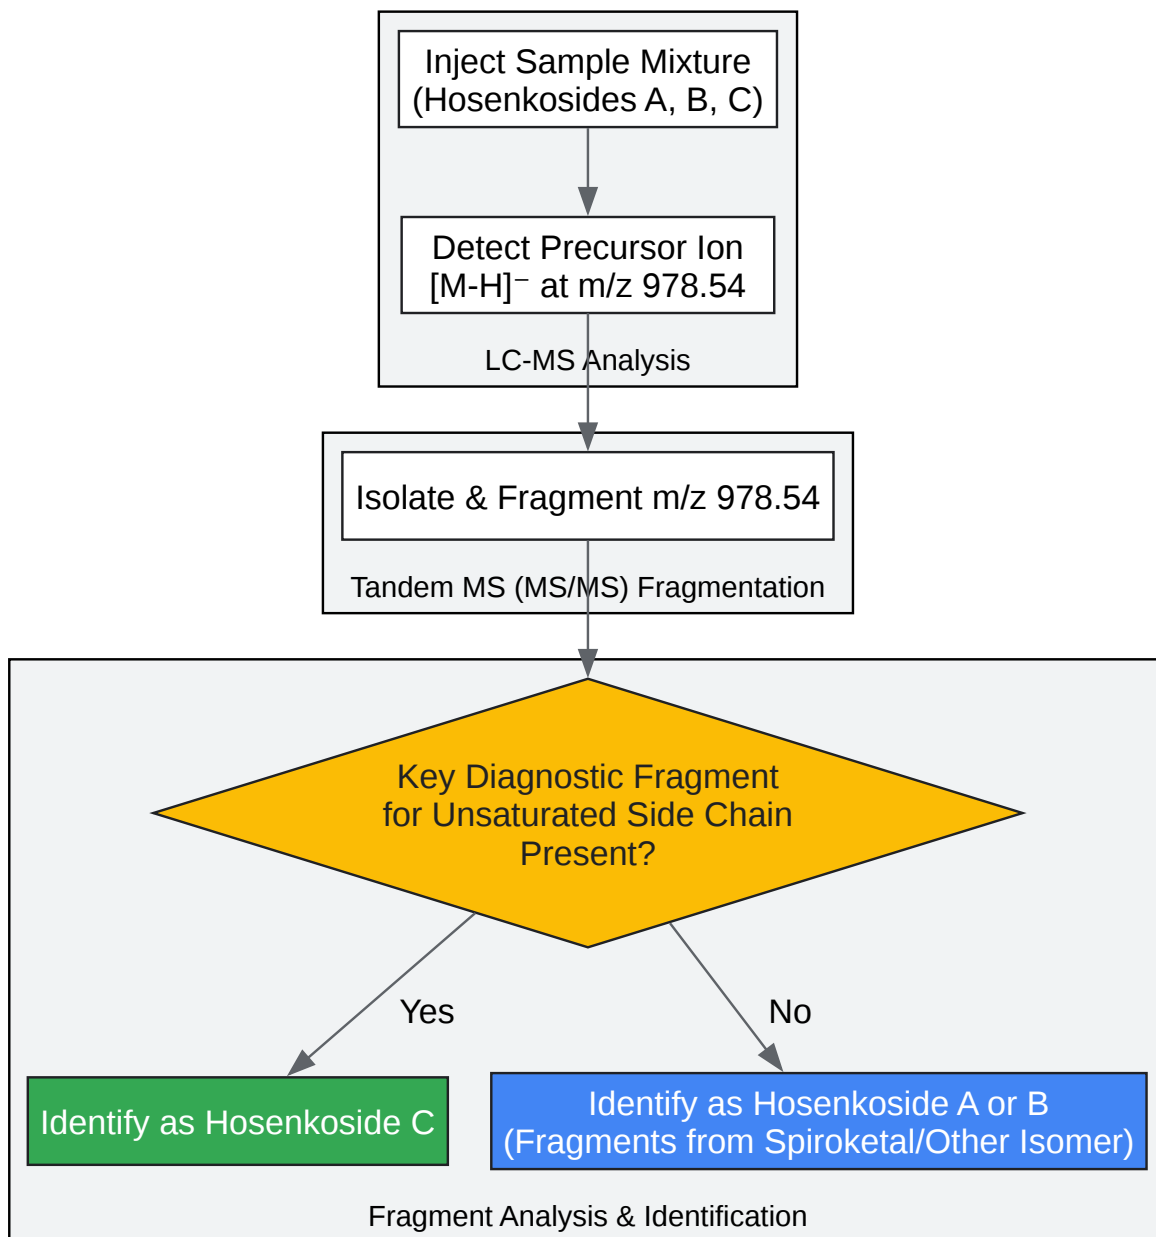 Inject Sample Mixture
(Hosenkosides A, B, C)
Detect Precursor Ion
[M-H]⁻ at m/z 978.54
LC-MS Analysis
Isolate & Fragment m/z 978.54
Tandem MS (MS/MS) Fragmentation
Key Diagnostic Fragment
for Unsaturated Side Chain
Present?
Yes
No
Identify as Hosenkoside C
Identify as Hosenkoside A or B
(Fragments from Spiroketal/Other Isomer)
Fragment Analysis & Identification